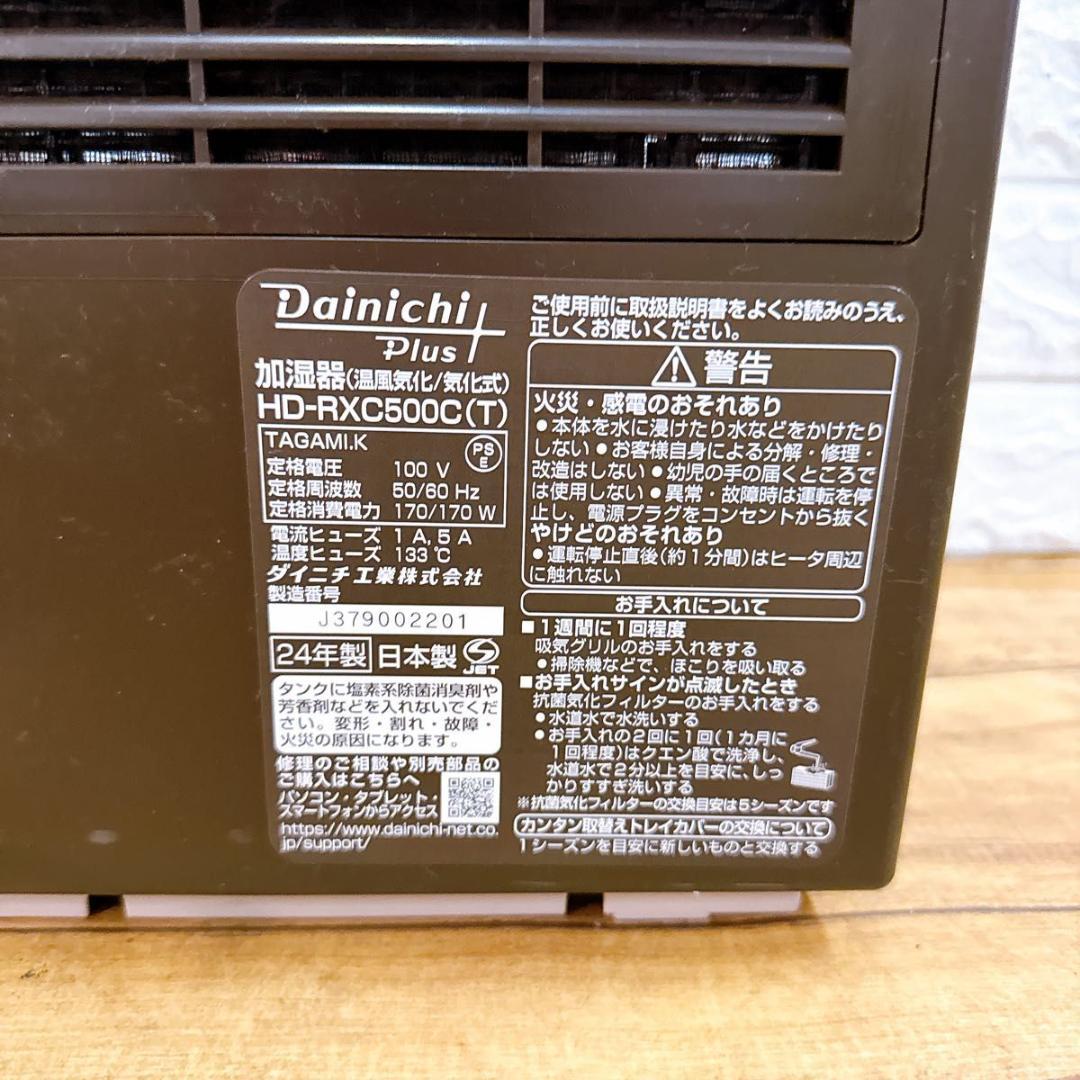 Dainichi
Plus
加湿器(温風気化/気化式)
HD-RXC500C(T)
TAGAMI.K
PS
E
定格電圧 100 V
定格周波数 50/60 Hz
定格消費電力 170/170 W
電流ヒューズ 1 A, 5 A
温度ヒューズ 133℃
ダイニチ工業株式会社
製造番号
J379002201
24年製 日本製 JET
タンクに塩素系除菌消臭剤や
芳香剤などを入れないでくだ
さい。変形・割れ・故障・
火災の原因になります。
修理のご相談や別売部品の
ご購入はこちらへ
パソコン・タブレット・
スマートフォンからアクセス
https://www.dainichi-net.co.
jp/support/
ご使用前に取扱説明書をよくお読みのうえ、
正しくお使いください。
警告
火災・感電のおそれあり
●本体を水に浸けたり水などをかけたり
しない ●お客様自身による分解・修理・
改造はしない ●幼児の手の届くところで
は使用しない ●異常・故障時は運転を停
止し、電源プラグをコンセントから抜く
やけどのおそれあり
●運転停止直後(約1分間)はヒータ周辺
に触れない
お手入れについて
■1週間に1回程度
吸気グリルのお手入れをする
●掃除機などで、ほこりを吸い取る
■お手入れサインが点滅したとき
抗菌気化フィルターのお手入れをする
●水道水で水洗いする
●お手入れの2回に1回(1カ月に
1回程度)はクエン酸で洗浄し、
水道水で2分以上を目安に、しっ
かりすすぎ洗いする
※抗菌気化フィルターの交換目安は5シーズンです
カンタン取替えトレイカバーの交換について
1シーズンを目安に新しいものと交換する